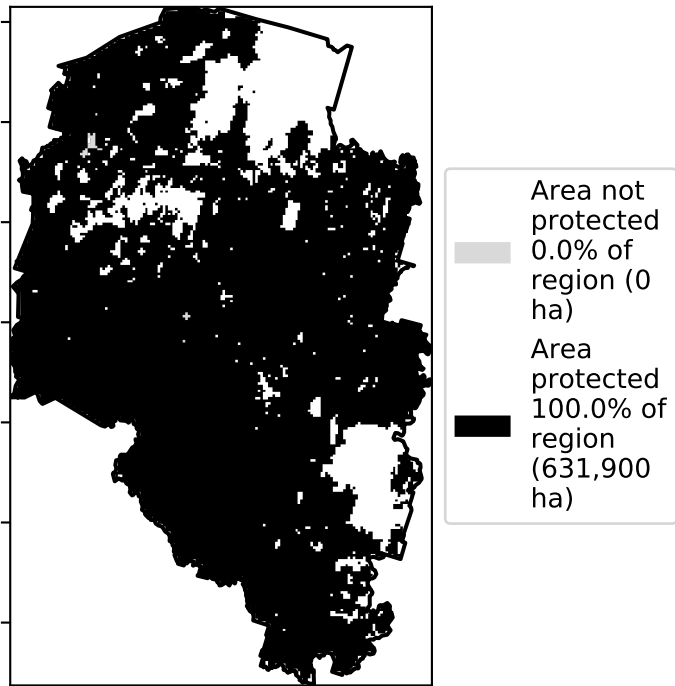 Area not
protected
0.0% of
region (0
ha)
Area
protected
100.0% of
region
(631,900
ha)